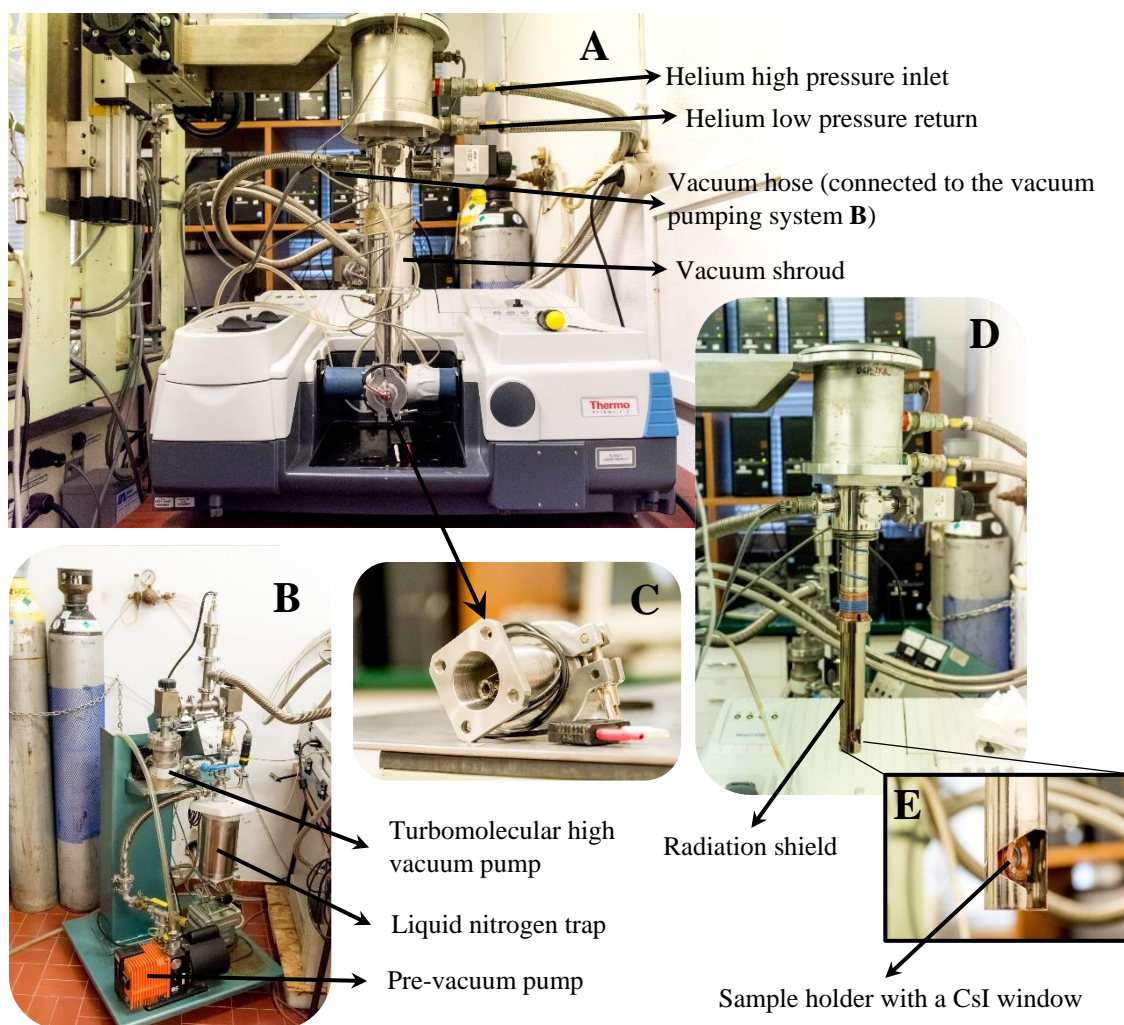 A
Helium high pressure inlet
Helium low pressure return
Vacuum hose (connected to the vacuum
pumping system B)
Vacuum shroud
Thermo
SCIENTIFIC
D
B
C
E
Turbomolecular high
vacuum pump
Liquid nitrogen trap
Pre-vacuum pump
Radiation shield
Sample holder with a CsI window